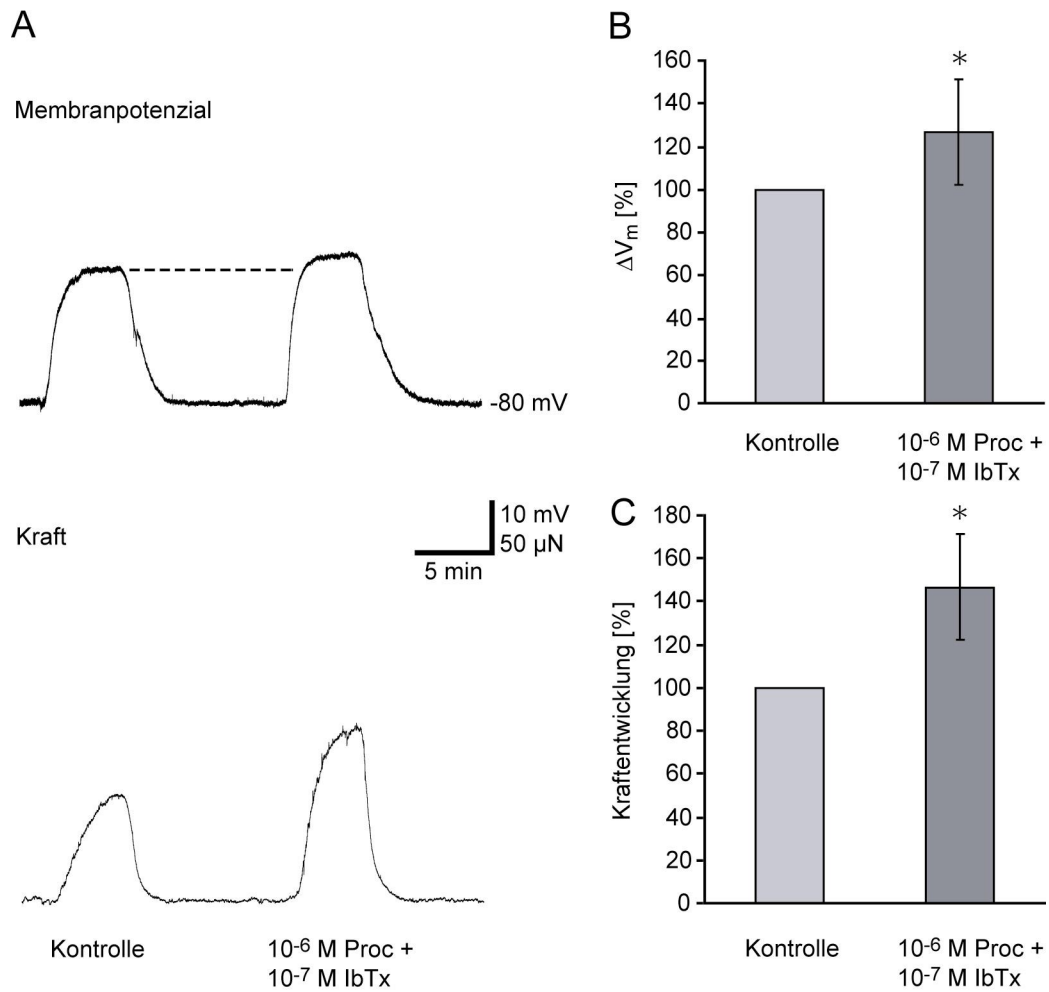 A
Membranpotenzial
-80 mV
Kraft
10 mV
50 µN
5 min
Kontrolle
10⁻⁶ M Proc +
10⁻⁷ M IbTx
B
ΔVₘ [%]
160
140
120
100
80
60
40
20
0
*
Kontrolle
10⁻⁶ M Proc +
10⁻⁷ M IbTx
C
Kraftentwicklung [%]
180
160
140
120
100
80
60
40
20
0
*
Kontrolle
10⁻⁶ M Proc +
10⁻⁷ M IbTx